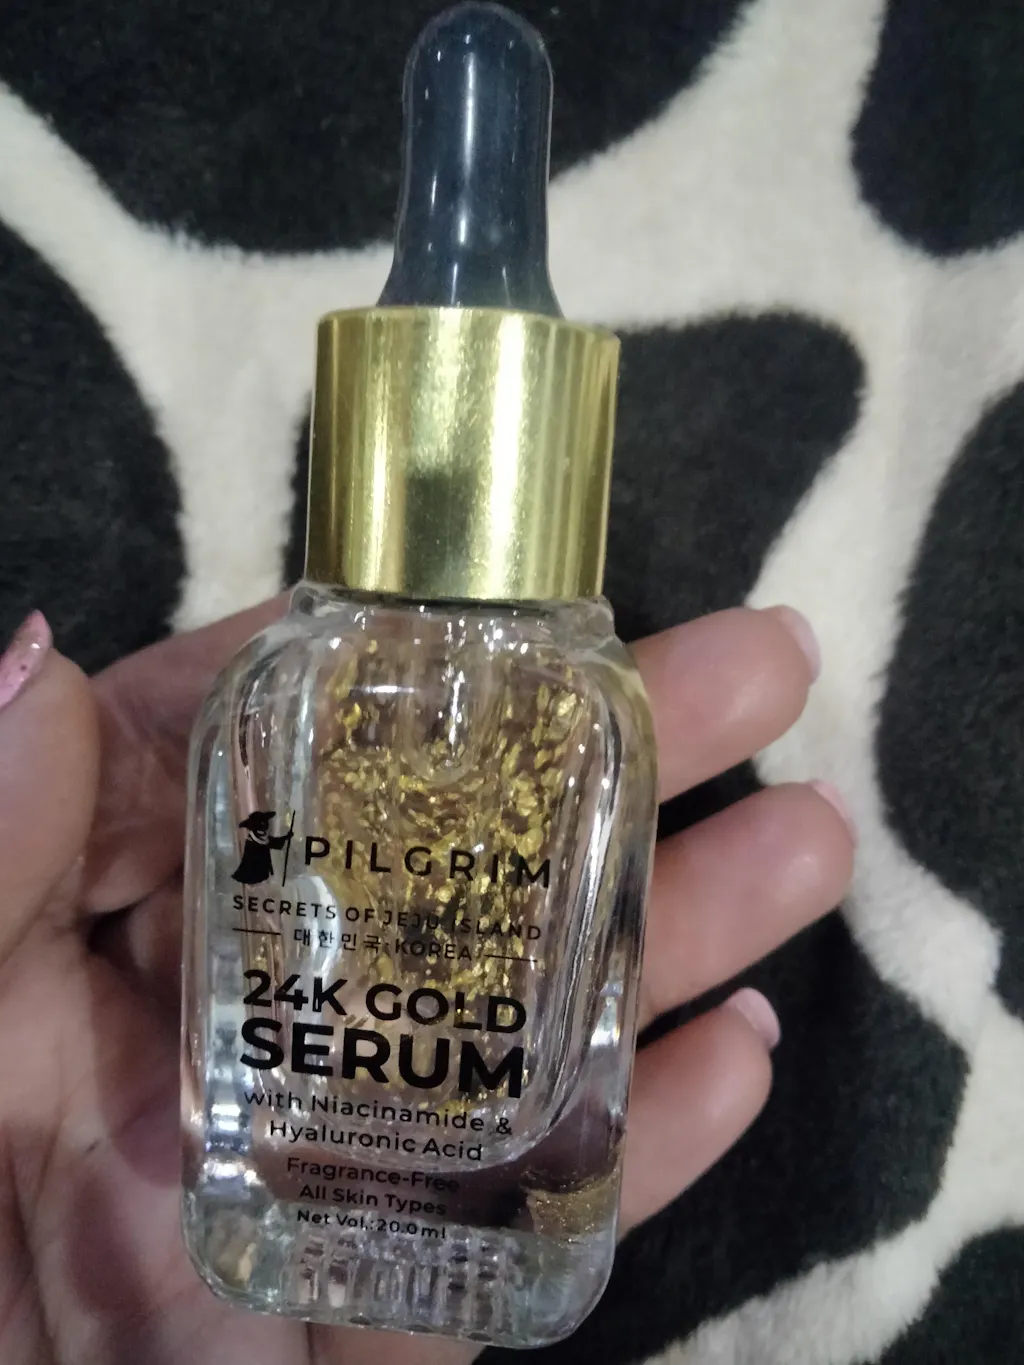 PILGRIM
SECRETS OF JEJU ISLAND
대한민국 KOREA
24K GOLD
SERUM
with Niacinamide &
Hyaluronic Acid
Fragrance-Free
All Skin Types
Net Vol.:20.0ml